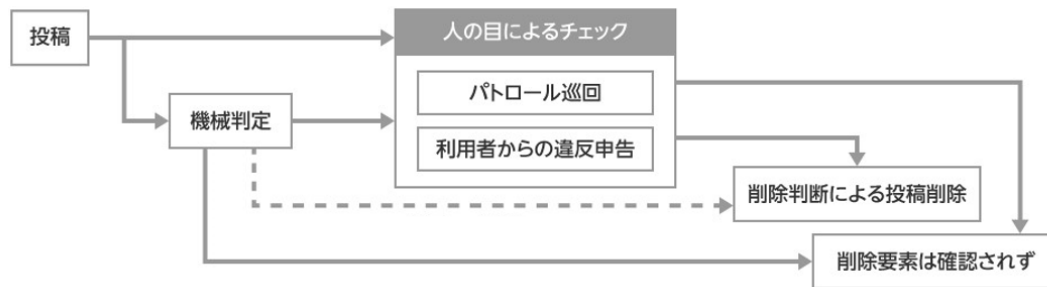 投稿
人の目によるチェック
パトロール巡回
機械判定
利用者からの違反申告
削除判断による投稿削除
削除要素は確認されず